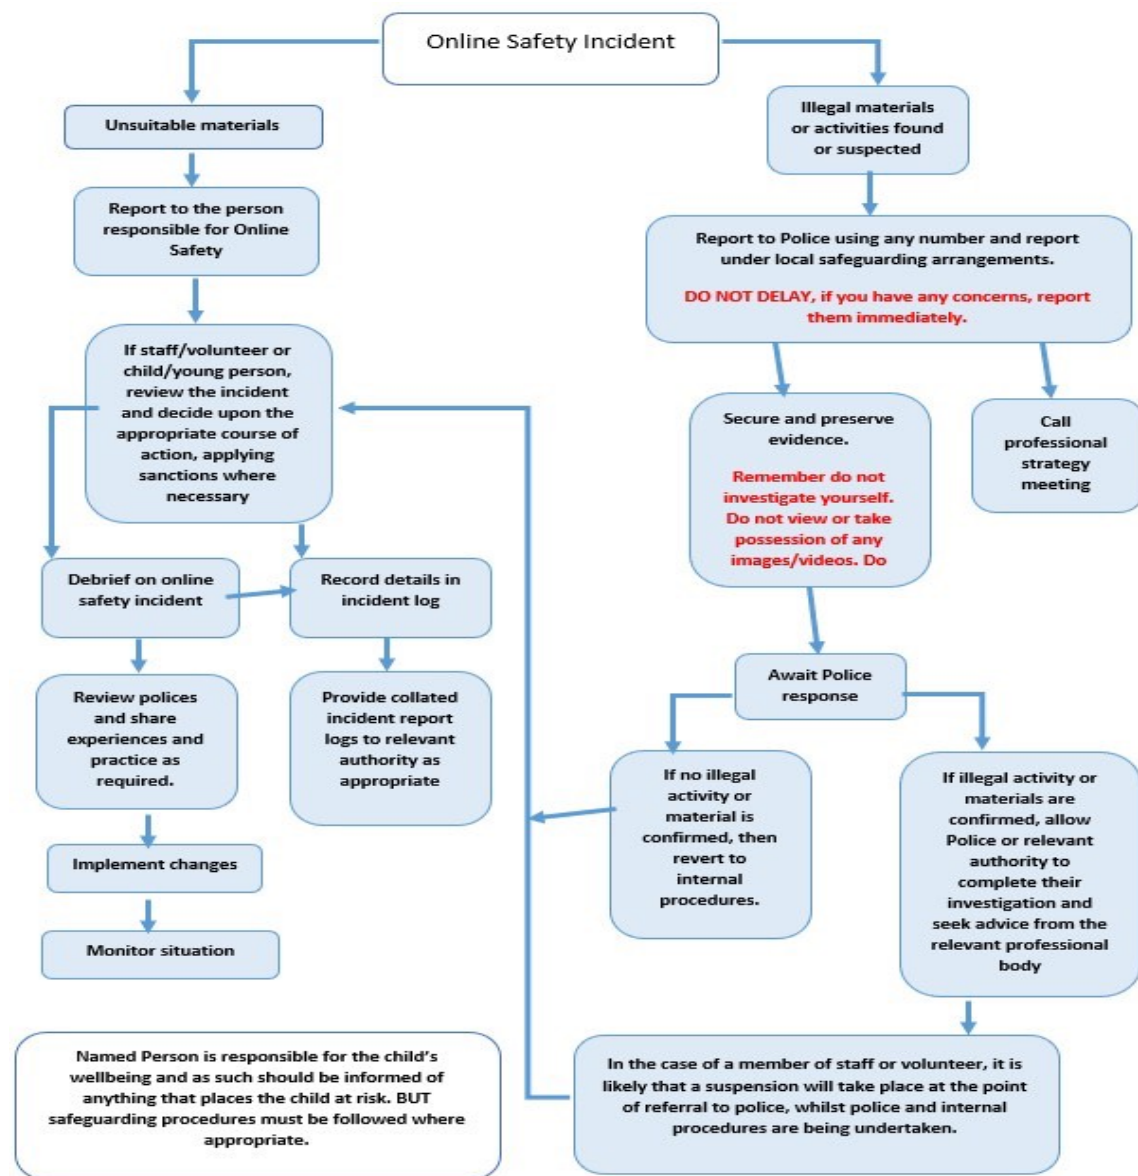 Online Safety Incident
Unsuitable materials
Report to the person
responsible for Online
Safety
If staff/volunteer or
child/young person,
review the incident
and decide upon the
appropriate course of
action, applying
sanctions where
necessary
Debrief on online
safety incident
Record details in
incident log
Review polices
and share
experiences and
practice as
required.
Provide collated
incident report
logs to relevant
authority as
appropriate
Implement changes
Monitor situation
Illegal materials
or activities found
or suspected
Report to Police using any number and report
under local safeguarding arrangements.
DO NOT DELAY, if you have any concerns, report
them immediately.
Secure and preserve
evidence.
Remember do not
investigate yourself.
Do not view or take
possession of any
images/videos. Do
Call
professional
strategy
meeting
Await Police
response
If no illegal
activity or
material is
confirmed, then
revert to
internal
procedures.
If illegal activity or
materials are
confirmed, allow
Police or relevant
authority to
complete their
investigation and
seek advice from the
relevant professional
body
In the case of a member of staff or volunteer, it is
likely that a suspension will take place at the point
of referral to police, whilst police and internal
procedures are being undertaken.
Named Person is responsible for the child's
wellbeing and as such should be informed of
anything that places the child at risk. BUT
safeguarding procedures must be followed where
appropriate.